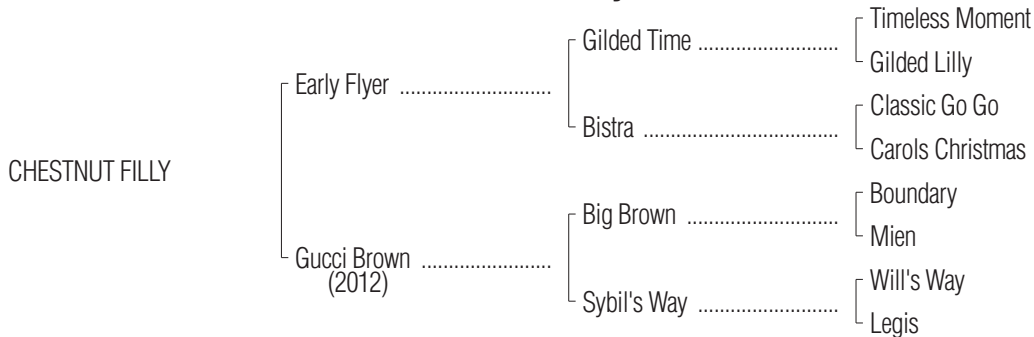 Timeless Moment
Gilded Time ..........................
Gilded Lilly
Early Flyer ............................
Classic Go Go
Bistra ....................................
Carols Christmas
CHESTNUT FILLY
Boundary
Big Brown ............................
Mien
Gucci Brown ........................
(2012)
Will's Way
Sybil's Way ..........................
Legis